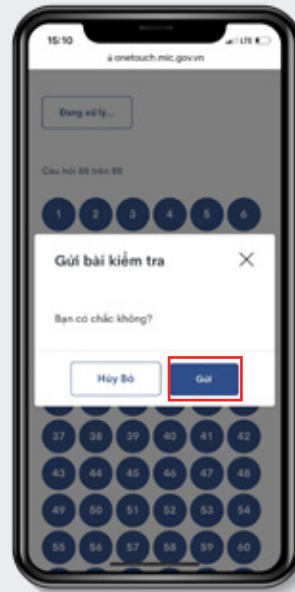 15:10
LTE
onetouch.mic.gov.vn
Đang xử lý...
Câu hỏi 88 trên 88
1 2 3 4 5 6
Gửi bài kiểm tra
Bạn có chắc không?
Hủy Bỏ Gửi
37 38 39 40 41 42
43 44 45 46 47 48
49 50 51 52 53 54
55 56 57 58 59 60